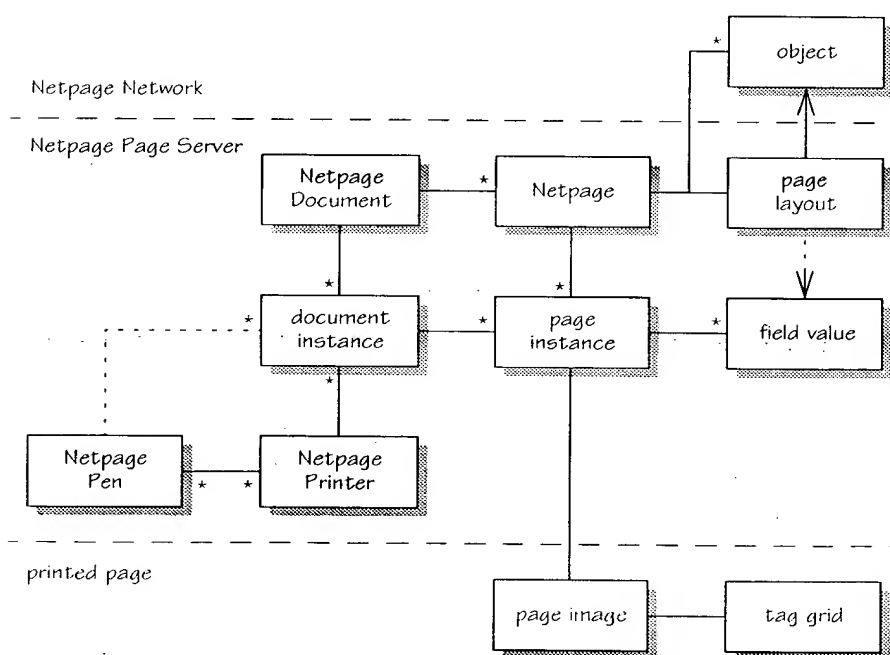 *
object
Netpage Network
Netpage Page Server
Netpage
Document
*
Netpage
page
layout
*
*
*
document
instance
*
page
instance
*
field value
*
Netpage
Pen
*
*
Netpage
Printer
printed page
page image
tag grid